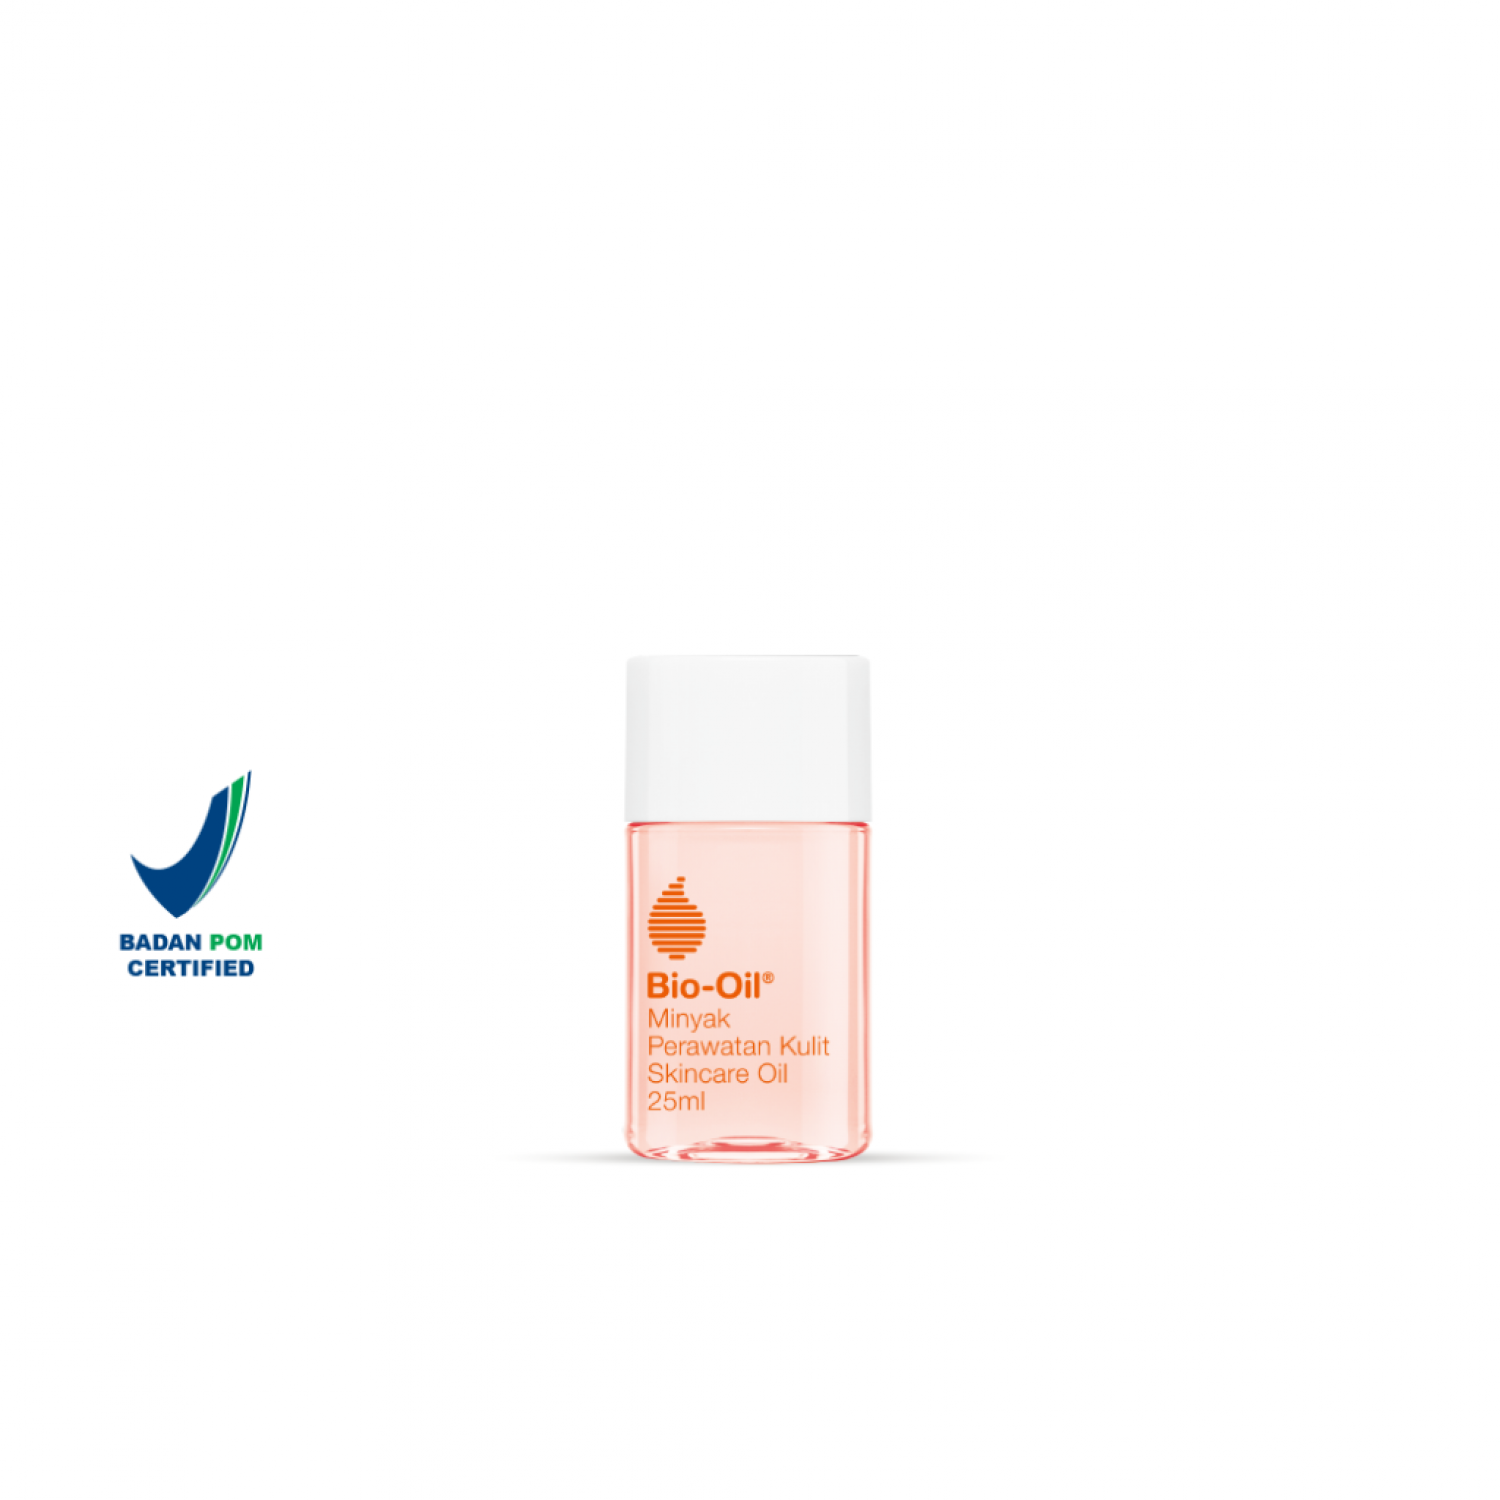 BADAN POM
CERTIFIED
Bio-Oil®
Minyak
Perawatan Kulit
Skincare Oil
25ml